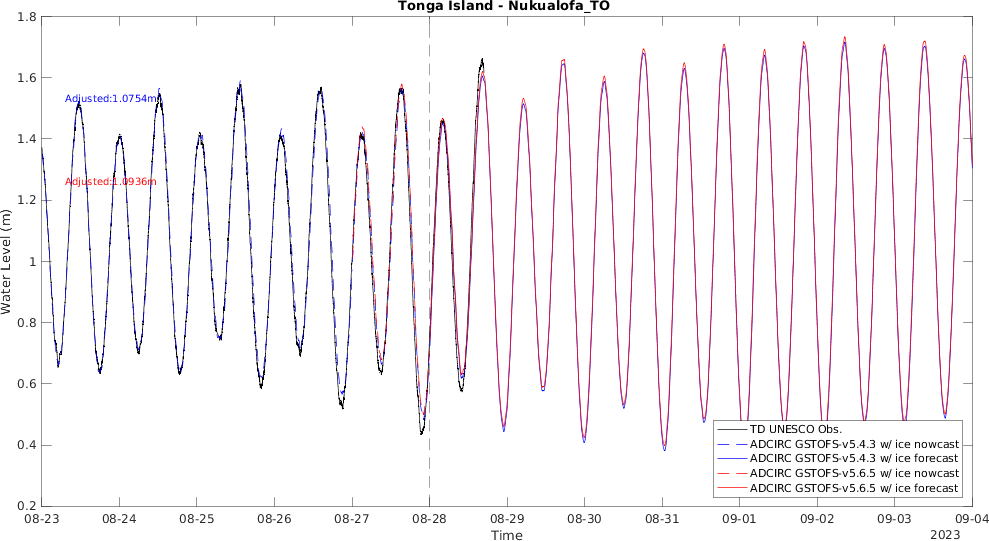 Tonga Island - Nukualofa_TO
1.8
1.6
1.4
1.2
1
0.8
0.6
0.4
0.2
Water Level (m)
Adjusted:1.0754m
Adjusted:1.0936m
TD UNESCO Obs.
ADCIRC GSTOFS-v5.4.3 w/ ice nowcast
ADCIRC GSTOFS-v5.4.3 w/ ice forecast
ADCIRC GSTOFS-v5.6.5 w/ ice nowcast
ADCIRC GSTOFS-v5.6.5 w/ ice forecast
08-23 08-24 08-25 08-26 08-27 08-28 08-29 08-30 08-31 09-01 09-02 09-03 09-04
Time
2023